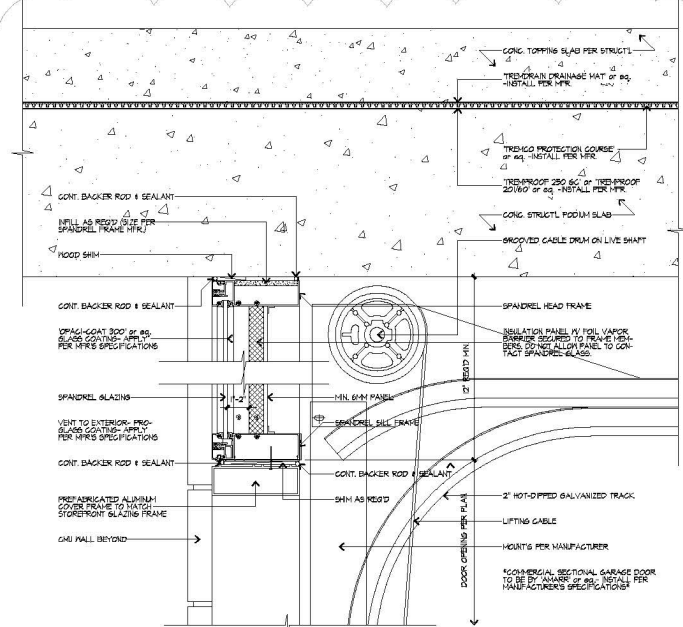 CONC. TOPPING SLAB PER STRUCT'L
TREMDRAIN DRAINAGE MAT or eq.
-INSTALL PER MFR.
TREMCO PROTECTION COURSE
or eq. -INSTALL PER MFR.
'TREMPROOF 250 GC' or 'TREMPROOF
201/60' or eq. -INSTALL PER MFR.
CONC. STRUCT'L PODIUM SLAB
GROOVED CABLE DRUM ON LIVE SHAFT
CONT. BACKER ROD & SEALANT
INFILL AS REQ'D (SIZE PER
SPANDREL FRAME MFR.)
WOOD SHIM
CONT. BACKER ROD & SEALANT
'OPACI-COAT 300' or eq.
GLASS COATING- APPLY
PER MFR'S SPECIFICATIONS
SPANDREL GLAZING
VENT TO EXTERIOR- PRO-
GLASS COATING- APPLY
PER MFR'S SPECIFICATIONS
CONT. BACKER ROD & SEALANT
PREFABRICATED ALUMINUM
COVER FRAME TO MATCH
STOREFRONT GLAZING FRAME
CMU WALL BEYOND
1"-2"
MIN. 6MM PANEL
SPANDREL SILL FRAME
CONT. BACKER ROD & SEALANT
SHIM AS REQ'D
12" REQ'D MIN.
DOOR OPENING PER PLAN
SPANDREL HEAD FRAME
INSULATION PANEL W/ FOIL VAPOR
BARRIER SECURED TO FRAME MEM-
BERS. DO NOT ALLOW PANEL TO CON-
TACT SPANDREL GLASS.
2" HOT-DIPPED GALVANIZED TRACK
LIFTING CABLE
MOUNT'G PER MANUFACTURER
*COMMERCIAL SECTIONAL GARAGE DOOR
TO BE BY 'AMARR' or eq.- INSTALL PER
MANUFACTURER'S SPECIFICATIONS*